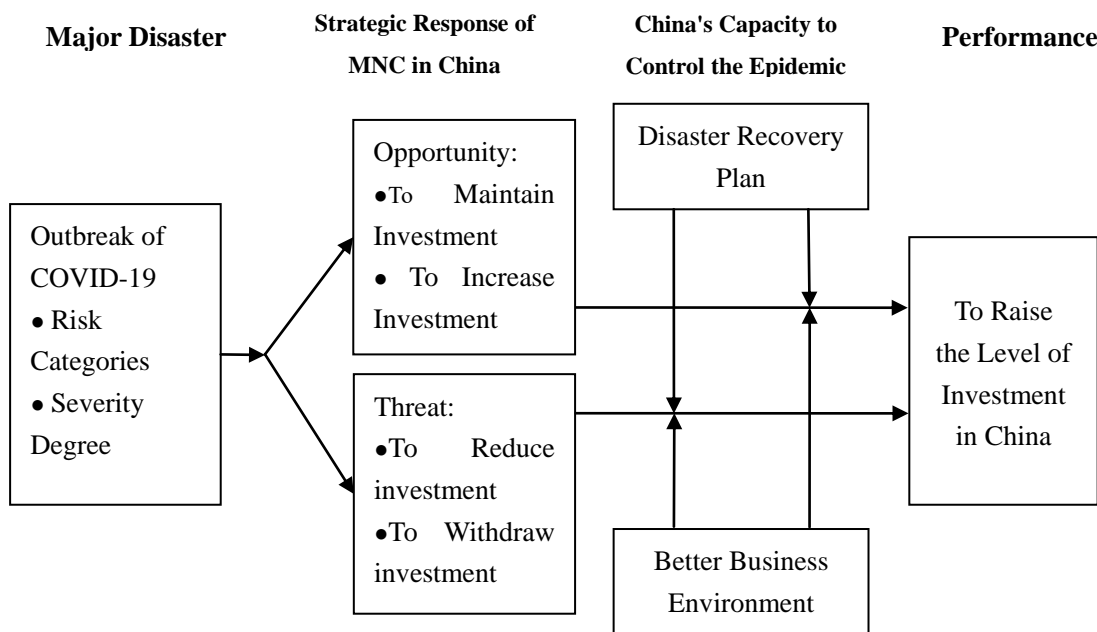 Major Disaster
Strategic Response of
MNC in China
China's Capacity to
Control the Epidemic
Performance
Outbreak of
COVID-19
● Risk
Categories
● Severity
Degree
Opportunity:
●To Maintain
Investment
● To Increase
Investment
Threat:
●To Reduce
investment
●To Withdraw
investment
Disaster Recovery
Plan
Better Business
Environment
To Raise
the Level of
Investment
in China